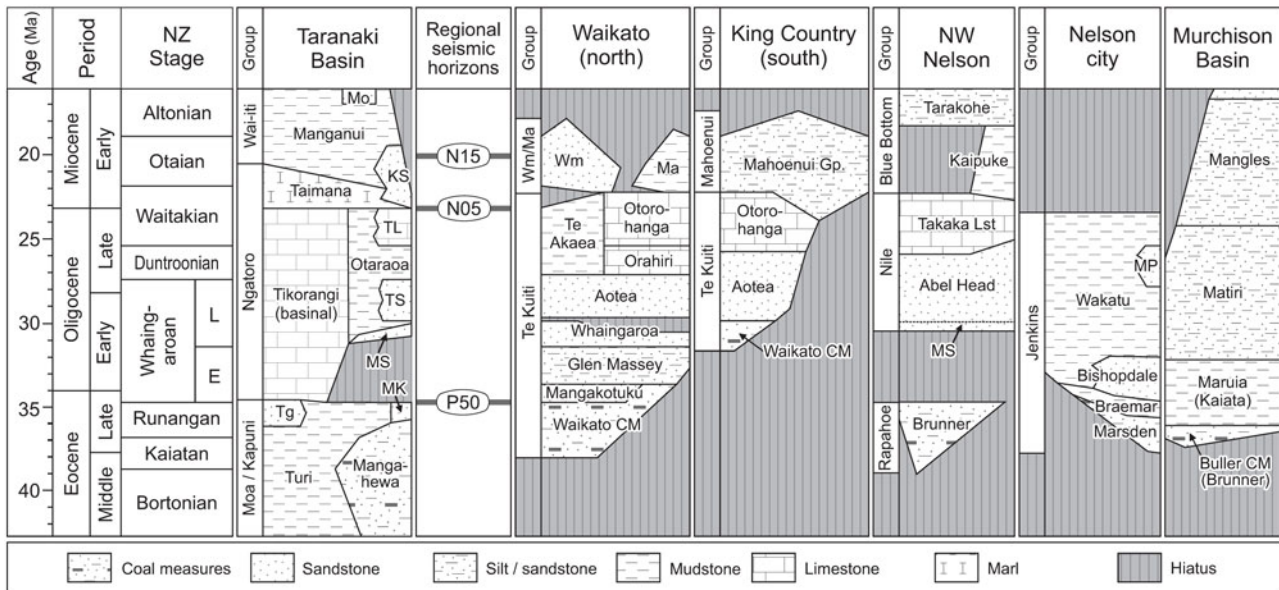 Age (Ma)
Period
NZ
Stage
Group
Taranaki
Basin
Regional
seismic
horizons
Group
Waikato
(north)
Group
King Country
(south)
Group
NW
Nelson
Group
Nelson
city
Murchison
Basin
20
25
30
35
40
Miocene
Oligocene
Eocene
Early
Late
Early
Late
Middle
Altonian
Otaian
Waitakian
Duntroonian
Whaing-
aroan
L
E
Runangan
Kaiatan
Bortonian
Wai-iti
Ngatoro
Moa / Kapuni
Mo
Manganui
KS
Taimana
TL
Otaraoa
Tikorangi
(basinal)
TS
MS
MK
Tg
Turi
Manga-
hewa
N15
N05
P50
Wm/Ma
Te Kuiti
Wm
Ma
Te
Akaea
Otoro-
hanga
Orahiri
Aotea
Whaingaroa
Glen Massey
Mangakotuku
Waikato CM
Mahoenui
Te Kuiti
Mahoenui Gp.
Otoro-
hanga
Aotea
Waikato CM
Blue Bottom
Nile
Rapahoe
Tarakohe
Kaipuke
Takaka Lst
Abel Head
MS
Brunner
Jenkins
MP
Wakatu
Bishopdale
Braemar
Marsden
Mangles
Matiri
Maruia
(Kaiata)
Buller CM
(Brunner)
Coal measures
Sandstone
Silt / sandstone
Mudstone
Limestone
Marl
Hiatus